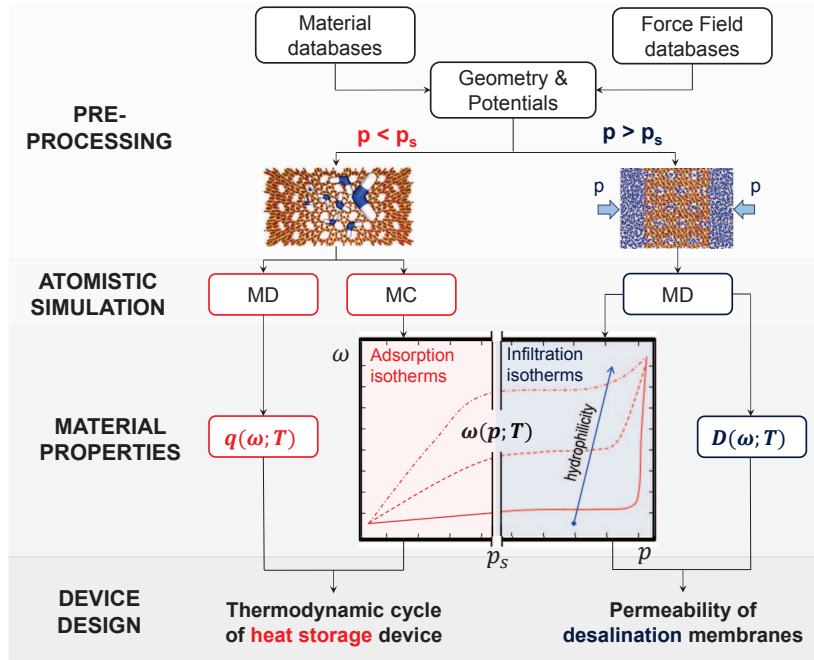 Material
databases
Force Field
databases
Geometry &
Potentials
PRE-
PROCESSING
p < pₛ
p > pₛ
p
p
ATOMISTIC
SIMULATION
MD
MC
MD
ω
Adsorption
isotherms
Infiltration
isotherms
MATERIAL
PROPERTIES
q(ω; T)
ω(p; T)
hydrophilicity
D(ω; T)
pₛ
p
DEVICE
DESIGN
Thermodynamic cycle
of heat storage device
Permeability of
desalination membranes